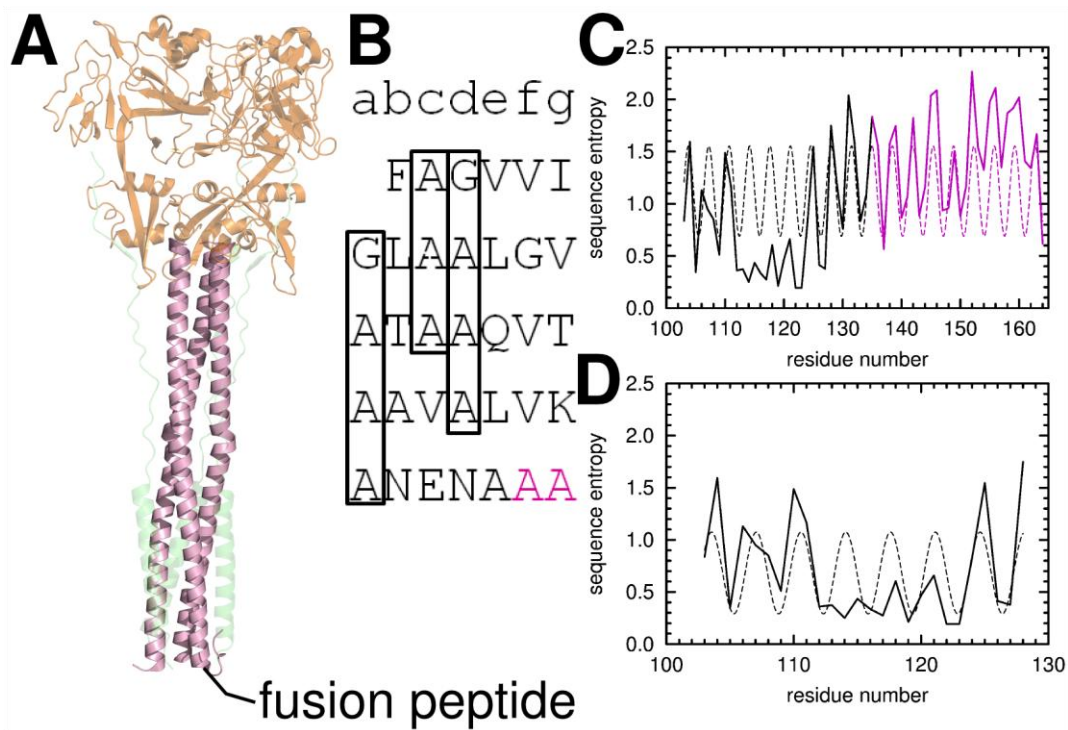 A
B
C
D
abcdefg
FAGVVI
GLAALGV
ATAAQVT
AAVALVK
ANENAAA
fusion peptide
2.5
2.0
1.5
1.0
0.5
0.0
sequence entropy
100 110 120 130 140 150 160
residue number
2.5
2.0
1.5
1.0
0.5
0.0
sequence entropy
100 110 120 130
residue number